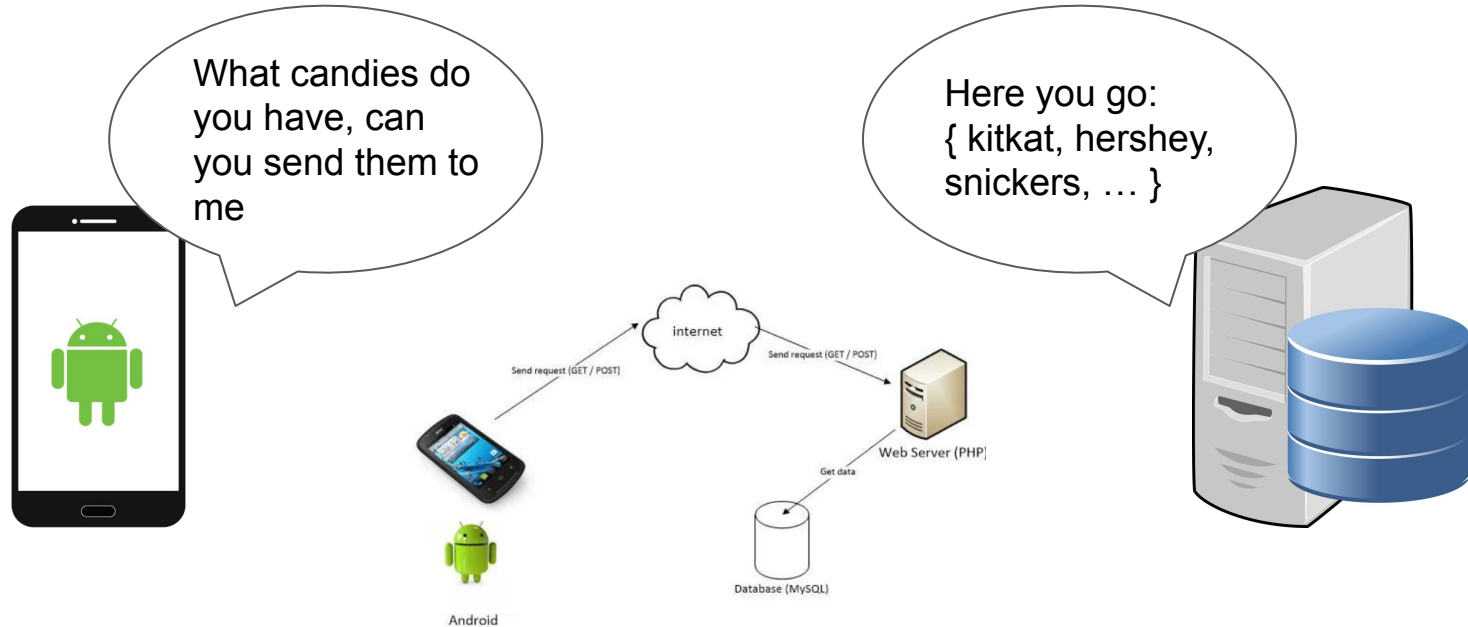 What candies do
you have, can
you send them to
me
Here you go:
{ kitkat, hershey,
snickers, … }
internet
Send request (GET / POST)
Send request (GET / POST)
Web Server (PHP)
Get data
Database (MySQL)
Android